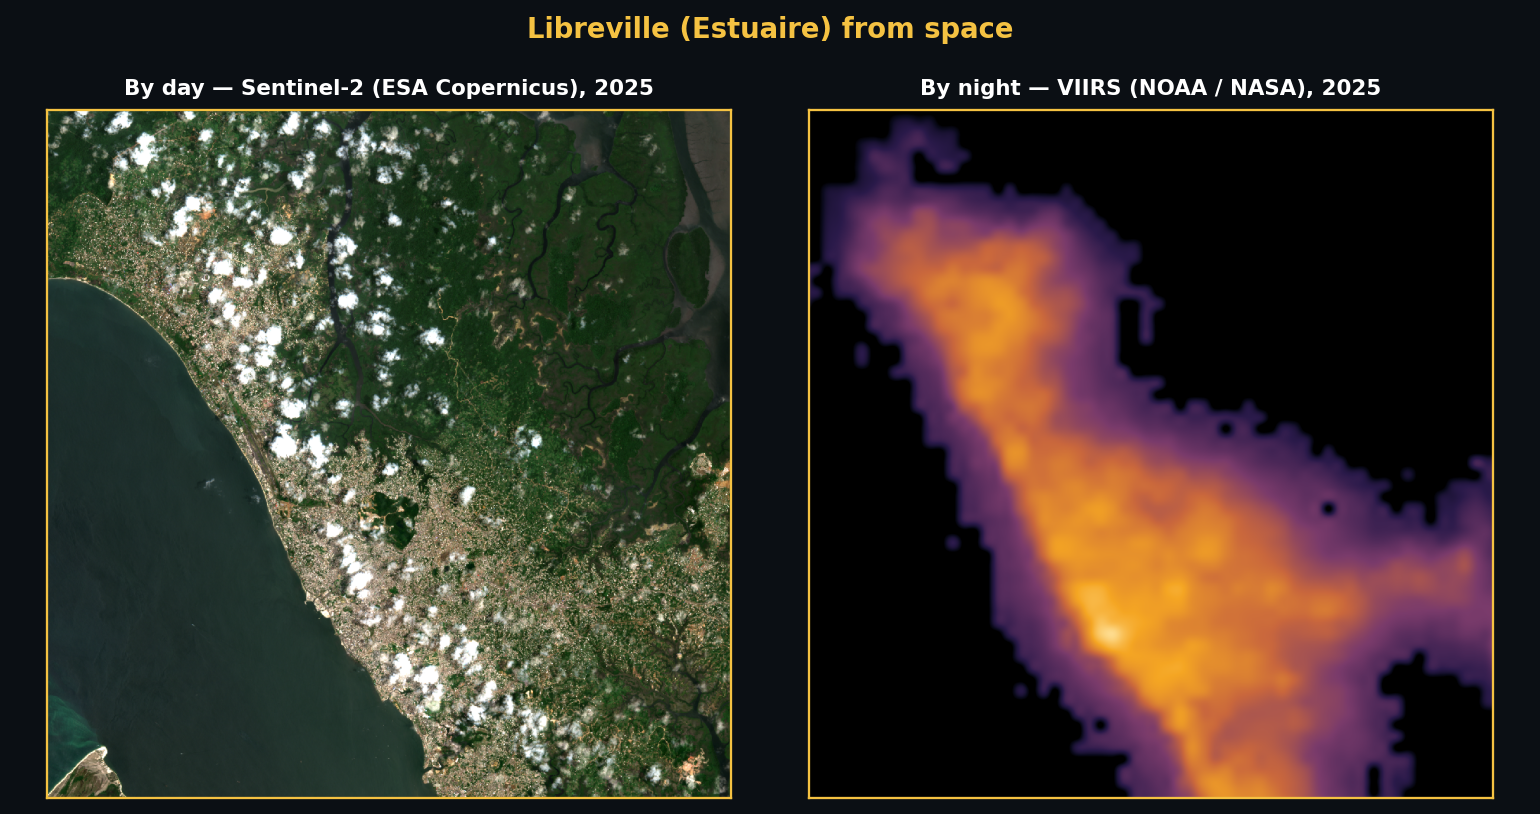 Libreville (Estuaire) from space
By day — Sentinel-2 (ESA Copernicus), 2025
By night — VIIRS (NOAA / NASA), 2025